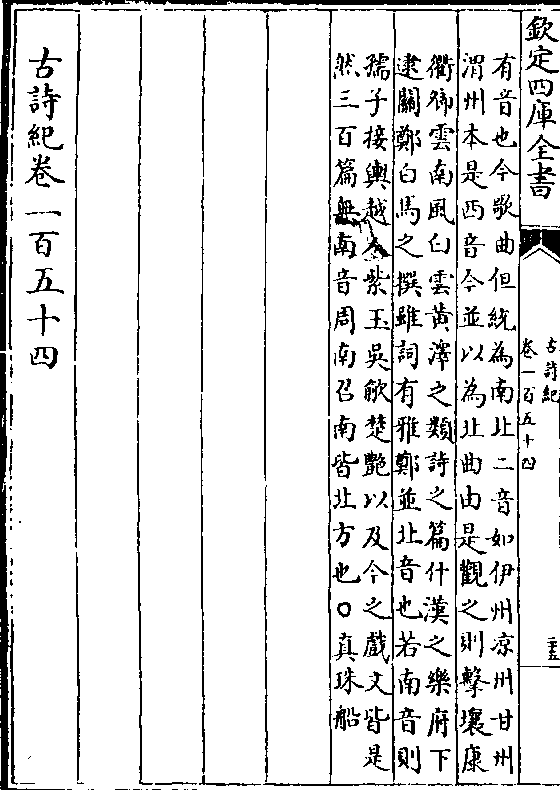 欽定四庫全書
古詩紀
卷一百五十四
二五
有音也今歌曲但統為南北二音如伊州凉州甘州
渭州本是西音今並以為北曲由是觀之則擊壤康
衢卿雲南風白雲黃澤之類詩之篇什漢之樂府下
逮關鄭白馬之撰雖詞有雅鄭並北音也若南音則
孺子接輿越人紫玉吳歈楚艷以及今之戲文皆是
然三百篇無南音周南召南皆北方也○真珠船
古詩紀卷一百五十四